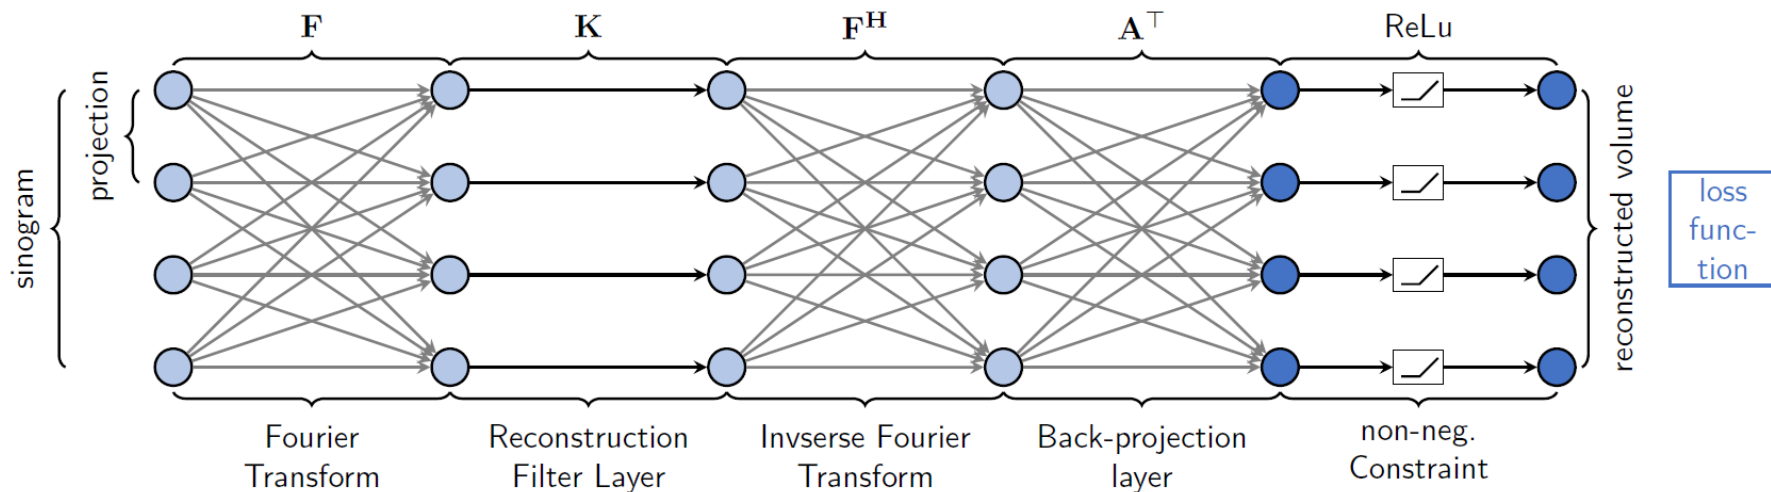 F
K
F^H
A^⊤
ReLu
sinogram
projection
reconstructed volume
loss
func-
tion
Fourier
Transform
Reconstruction
Filter Layer
Invserse Fourier
Transform
Back-projection
layer
non-neg.
Constraint